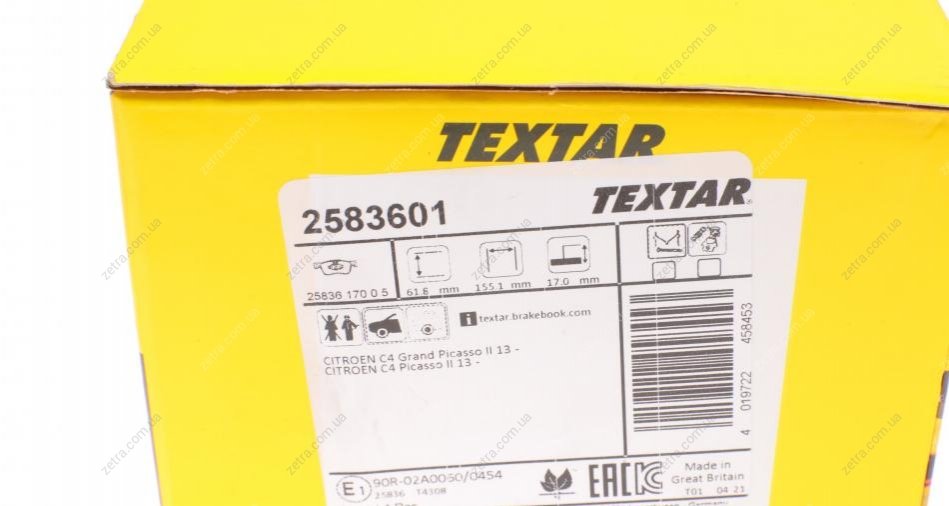 TEXTAR
2583601
TEXTAR
25836 170 0 5
61.8 mm
155.1 mm
17.0 mm
i textar.brakebook.com
CITROEN C4 Grand Picasso II 13 -
CITROEN C4 Picasso II 13 -
4 019722 458453
E1 90R-02A0050/0454
25836 T4308
EAC
Made in
Great Britain
T01 04 21
Germany
zetra.com.ua